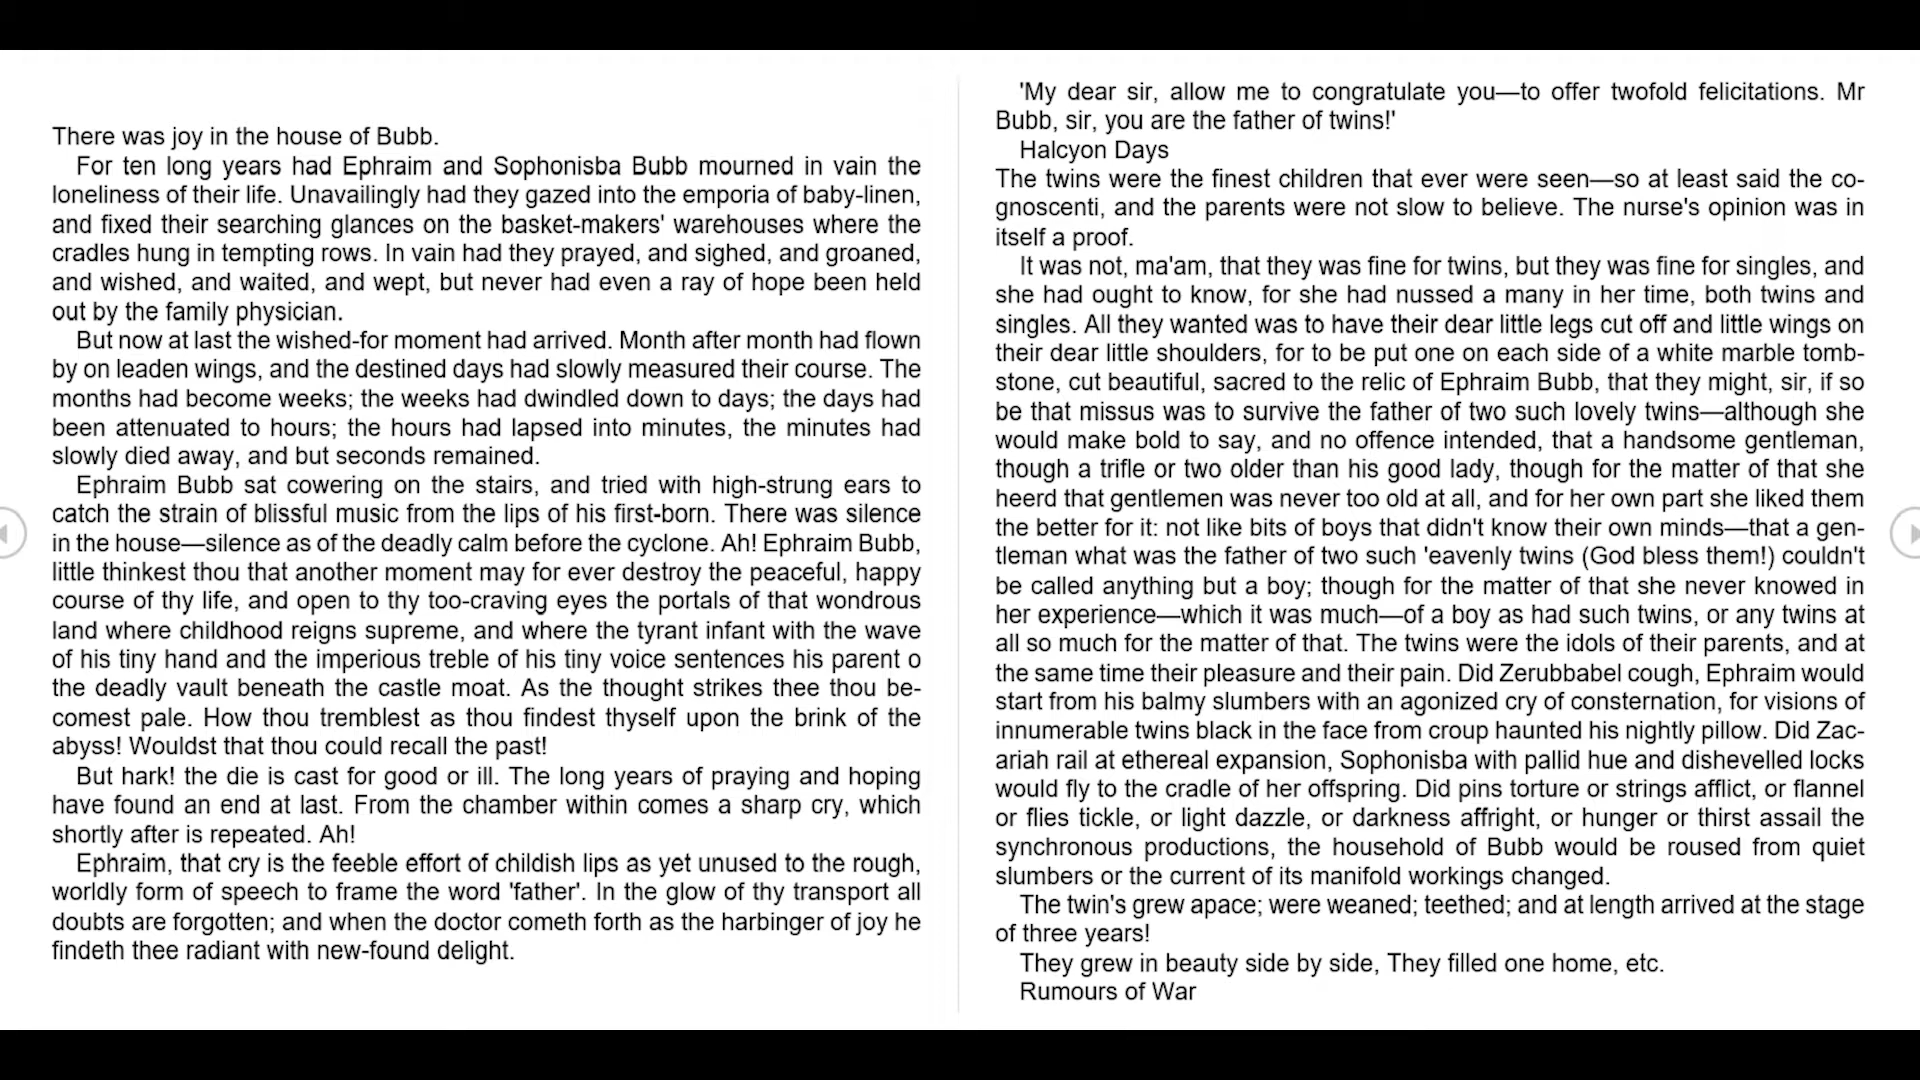 There was joy in the house of Bubb.
For ten long years had Ephraim and Sophonisba Bubb mourned in vain the
loneliness of their life. Unavailingly had they gazed into the emporia of baby-linen,
and fixed their searching glances on the basket-makers' warehouses where the
cradles hung in tempting rows. In vain had they prayed, and sighed, and groaned,
and wished, and waited, and wept, but never had even a ray of hope been held
out by the family physician.
But now at last the wished-for moment had arrived. Month after month had flown
by on leaden wings, and the destined days had slowly measured their course. The
months had become weeks; the weeks had dwindled down to days; the days had
been attenuated to hours; the hours had lapsed into minutes, the minutes had
slowly died away, and but seconds remained.
Ephraim Bubb sat cowering on the stairs, and tried with high-strung ears to
catch the strain of blissful music from the lips of his first-born. There was silence
in the house—silence as of the deadly calm before the cyclone. Ah! Ephraim Bubb,
little thinkest thou that another moment may for ever destroy the peaceful, happy
course of thy life, and open to thy too-craving eyes the portals of that wondrous
land where childhood reigns supreme, and where the tyrant infant with the wave
of his tiny hand and the imperious treble of his tiny voice sentences his parent o
the deadly vault beneath the castle moat. As the thought strikes thee thou be-
comest pale. How thou tremblest as thou findest thyself upon the brink of the
abyss! Wouldst that thou could recall the past!
But hark! the die is cast for good or ill. The long years of praying and hoping
have found an end at last. From the chamber within comes a sharp cry, which
shortly after is repeated. Ah!
Ephraim, that cry is the feeble effort of childish lips as yet unused to the rough,
worldly form of speech to frame the word 'father'. In the glow of thy transport all
doubts are forgotten; and when the doctor cometh forth as the harbinger of joy he
findeth thee radiant with new-found delight.
'My dear sir, allow me to congratulate you—to offer twofold felicitations. Mr
Bubb, sir, you are the father of twins!'
Halcyon Days
The twins were the finest children that ever were seen—so at least said the co-
gnoscenti, and the parents were not slow to believe. The nurse's opinion was in
itself a proof.
It was not, ma'am, that they was fine for twins, but they was fine for singles, and
she had ought to know, for she had nussed a many in her time, both twins and
singles. All they wanted was to have their dear little legs cut off and little wings on
their dear little shoulders, for to be put one on each side of a white marble tomb-
stone, cut beautiful, sacred to the relic of Ephraim Bubb, that they might, sir, if so
be that missus was to survive the father of two such lovely twins—although she
would make bold to say, and no offence intended, that a handsome gentleman,
though a trifle or two older than his good lady, though for the matter of that she
heerd that gentlemen was never too old at all, and for her own part she liked them
the better for it: not like bits of boys that didn't know their own minds—that a gen-
tleman what was the father of two such 'eavenly twins (God bless them!) couldn't
be called anything but a boy; though for the matter of that she never knowed in
her experience—which it was much—of a boy as had such twins, or any twins at
all so much for the matter of that. The twins were the idols of their parents, and at
the same time their pleasure and their pain. Did Zerubbabel cough, Ephraim would
start from his balmy slumbers with an agonized cry of consternation, for visions of
innumerable twins black in the face from croup haunted his nightly pillow. Did Zac-
ariah rail at ethereal expansion, Sophonisba with pallid hue and dishevelled locks
would fly to the cradle of her offspring. Did pins torture or strings afflict, or flannel
or flies tickle, or light dazzle, or darkness affright, or hunger or thirst assail the
synchronous productions, the household of Bubb would be roused from quiet
slumbers or the current of its manifold workings changed.
The twin's grew apace; were weaned; teethed; and at length arrived at the stage
of three years!
They grew in beauty side by side, They filled one home, etc.
Rumours of War